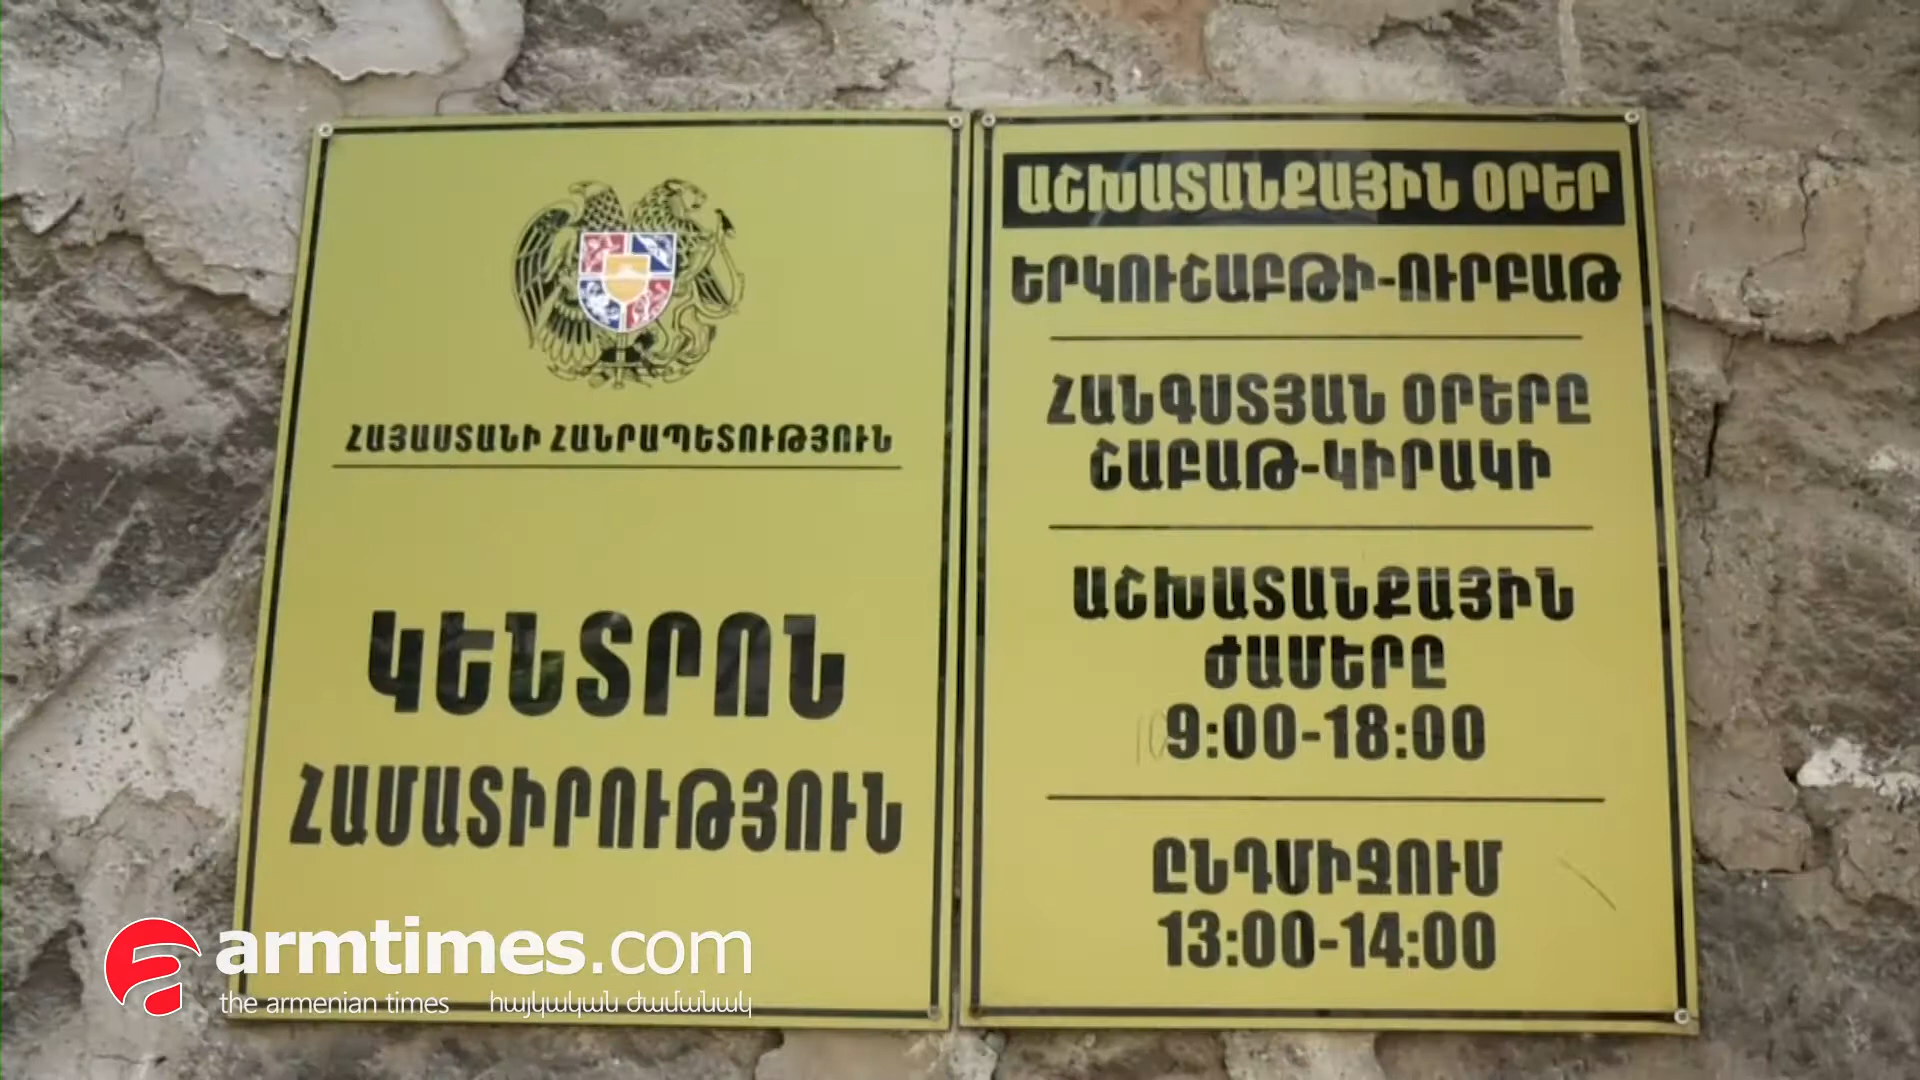 ՀԱՅԱՍՏԱՆԻ ՀԱՆՐԱՊԵՏՈՒԹՅՈՒՆ
ԿԵՆՏՐՈՆ
ՀԱՄԱՏԻՐՈՒԹՅՈՒՆ
ԱՇԽԱՏԱՆՔԱՅԻՆ ՕՐԵՐ
ԵՐԿՈՒՇԱԲԹԻ-ՈՒՐԲԱԹ
ՀԱՆԳՍՏՅԱՆ ՕՐԵՐԸ
ՇԱԲԱԹ-ԿԻՐԱԿԻ
ԱՇԽԱՏԱՆՔԱՅԻՆ
ԺԱՄԵՐԸ
9:00-18:00
ԸՆԴՄԻՋՈՒՄ
13:00-14:00
armtimes.com
the armenian times հայկական ժամանակ